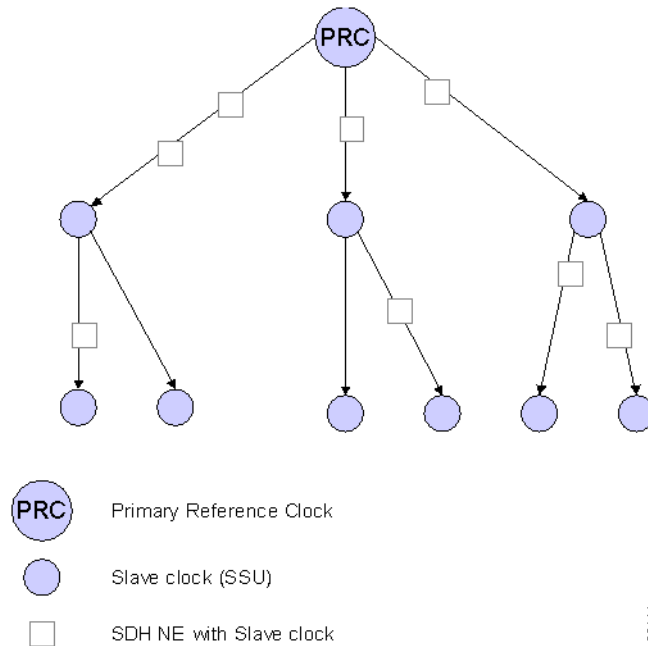 PRC
PRC
Primary Reference Clock
Slave clock (SSU)
SDH NE with Slave clock